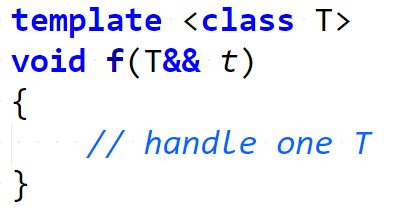 template <class T>
void f(T&& t)
{
    // handle one T
}